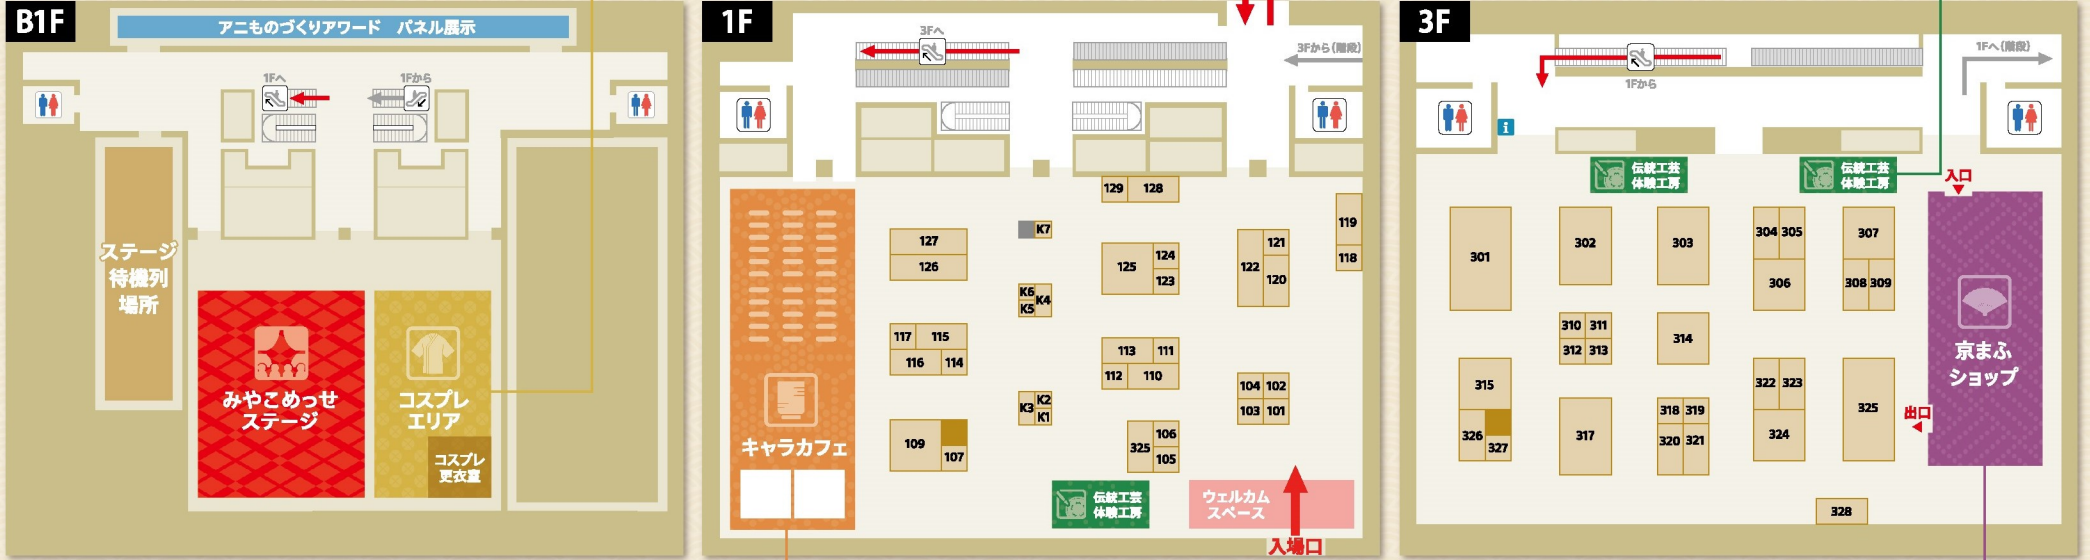 B1F
アニものづくりアワード パネル展示
1Fへ
1Fから
ステージ
待機列
場所
みやこめっせ
ステージ
コスプレ
エリア
コスプレ
更衣室
1F
3Fへ
3Fから(階段)
129 128
119
118
K7
127
126
125
124
123
122
121
120
K6
K5
K4
117 115
116 114
113 111
112 110
104 102
103 101
K3
K2
K1
109
107
325
106
105
キャラカフェ
伝統工芸
体験工房
ウェルカム
スペース
入場口
3F
1Fから
1Fへ(階段)
i
伝統工芸
体験工房
伝統工芸
体験工房
入口
301
302
303
304 305
306
307
308 309
310 311
312 313
314
315
326
327
317
318 319
320 321
322 323
324
325
328
京まふ
ショップ
出口